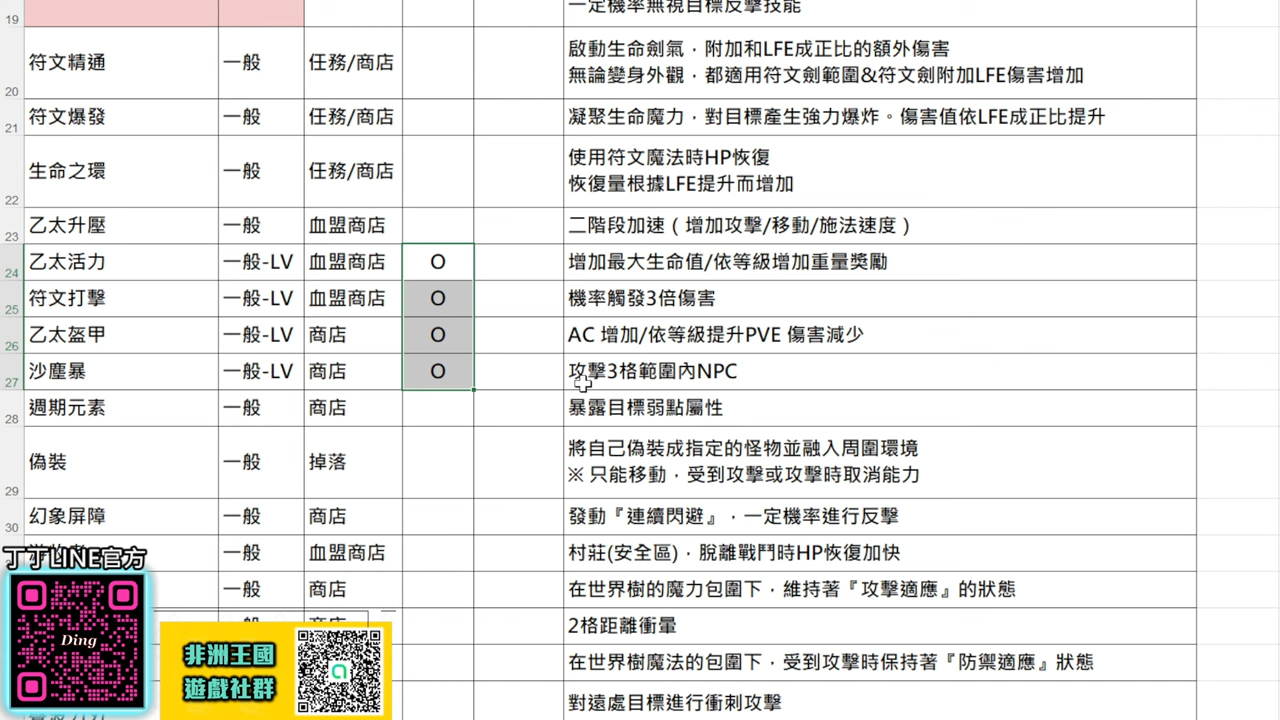 19 一定機率無視目標反擊技能
20 符文精通 一般 任務/商店 啟動生命劍氣，附加和LFE成正比的額外傷害
無論變身外觀，都適用符文劍範圍&符文劍附加LFE傷害增加
21 符文爆發 一般 任務/商店 凝聚生命魔力，對目標產生強力爆炸。傷害值依LFE成正比提升
22 生命之環 一般 任務/商店 使用符文魔法時HP恢復
恢復量根據LFE提升而增加
23 乙太升壓 一般 血盟商店 二階段加速（增加攻擊/移動/施法速度）
24 乙太活力 一般-LV 血盟商店 O 增加最大生命值/依等級增加重量獎勵
25 符文打擊 一般-LV 血盟商店 O 機率觸發3倍傷害
26 乙太盔甲 一般-LV 商店 O AC 增加/依等級提升PVE 傷害減少
27 沙塵暴 一般-LV 商店 O 攻擊3格範圍內NPC
28 週期元素 一般 商店 暴露目標弱點屬性
29 偽裝 一般 掉落 將自己偽裝成指定的怪物並融入周圍環境
※ 只能移動，受到攻擊或攻擊時取消能力
30 幻象屏障 一般 商店 發動『連續閃避』，一定機率進行反擊
一般 血盟商店 村莊(安全區)，脫離戰鬥時HP恢復加快
一般 商店 在世界樹的魔力包圍下，維持著『攻擊適應』的狀態
2格距離衝量
在世界樹魔法的包圍下，受到攻擊時保持著『防禦適應』狀態
對遠處目標進行衝刺攻擊
丁丁LINE官方
Ding
非洲王國
遊戲社群